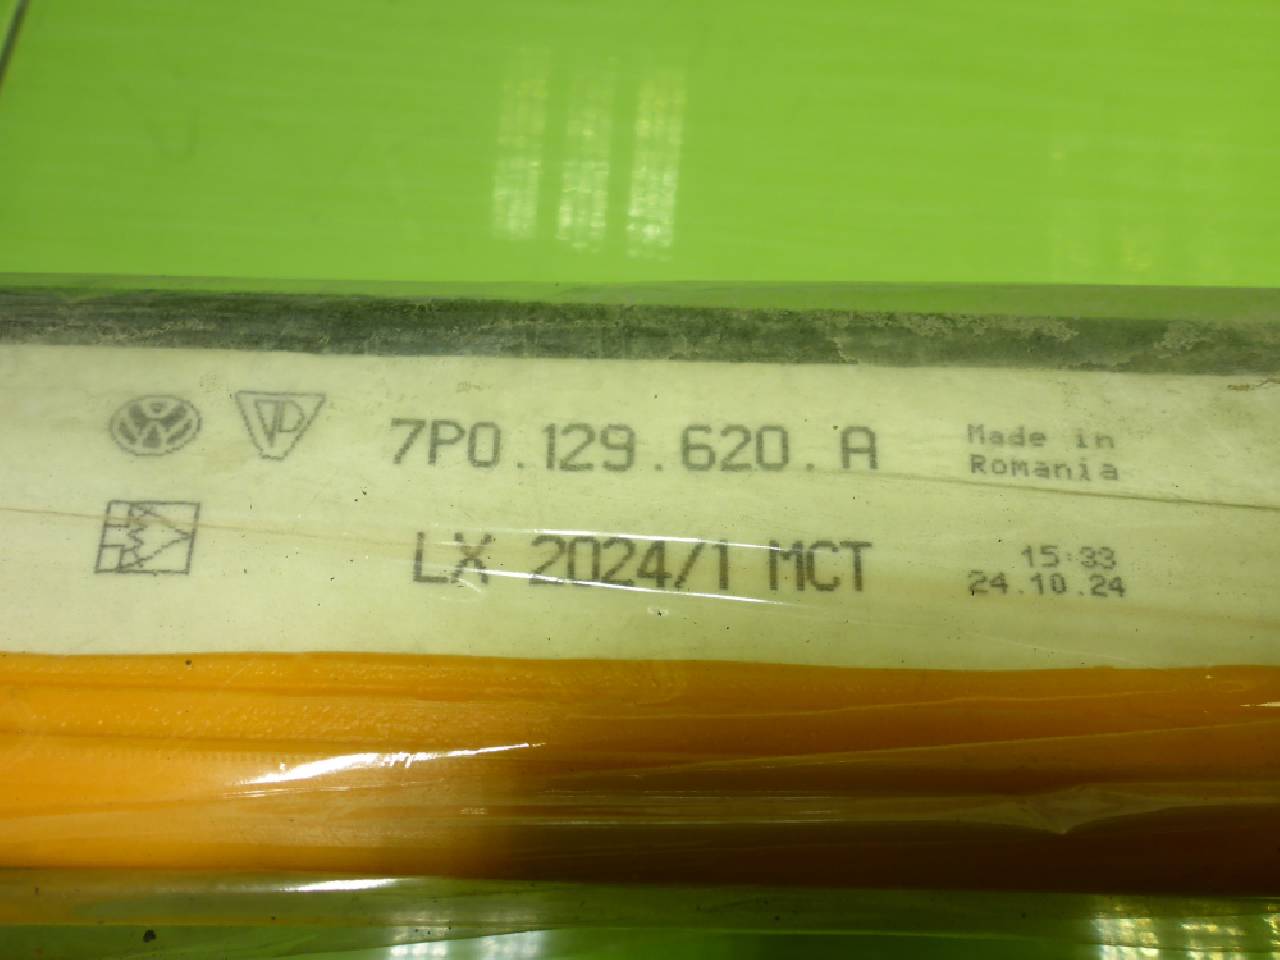 7P0.129.620.A
Made in
Romania
LX 2024/1 MCT
15:33
24.10.24